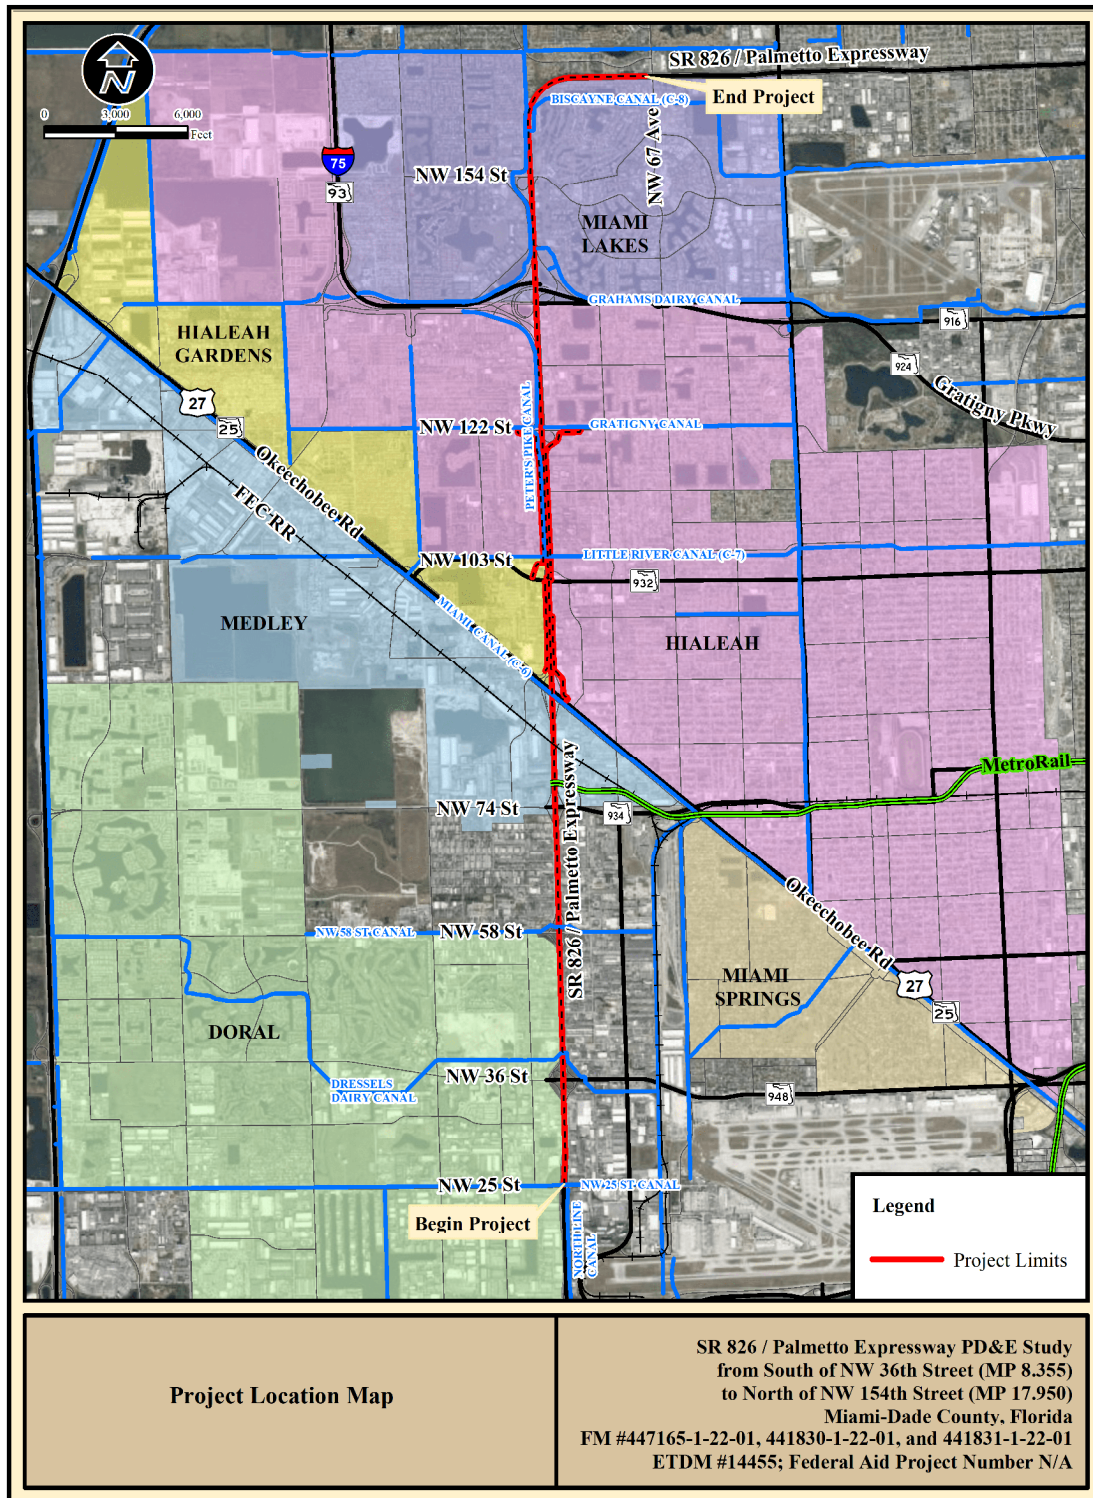 SR 826 / Palmetto Expressway
N
0 3,000 6,000
Feet
End Project
BISCAYNE CANAL (C-8)
75
93
NW 154 St
NW 67 Ave
MIAMI
LAKES
GRAHAMS DAIRY CANAL
916
HIALEAH
GARDENS
924
Gratigny Pkwy
27
25
PETER'S PIKE CANAL
NW 122 St
GRATIGNY CANAL
Okeechobee Rd
FEC RR
NW 103 St
LITTLE RIVER CANAL (C-7)
932
MEDLEY
MIAMI CANAL (C-6)
HIALEAH
MetroRail
NW 74 St
934
SR 826 / Palmetto Expressway
Okeechobee Rd
NW 58 ST CANAL
NW 58 St
MIAMI
SPRINGS
27
25
DORAL
DRESSELS
DAIRY CANAL
NW 36 St
948
NW 25 St
NW 25 ST CANAL
Begin Project
NORTH LINE
CANAL
Legend
Project Limits
Project Location Map
SR 826 / Palmetto Expressway PD&E Study
from South of NW 36th Street (MP 8.355)
to North of NW 154th Street (MP 17.950)
Miami-Dade County, Florida
FM #447165-1-22-01, 441830-1-22-01, and 441831-1-22-01
ETDM #14455; Federal Aid Project Number N/A